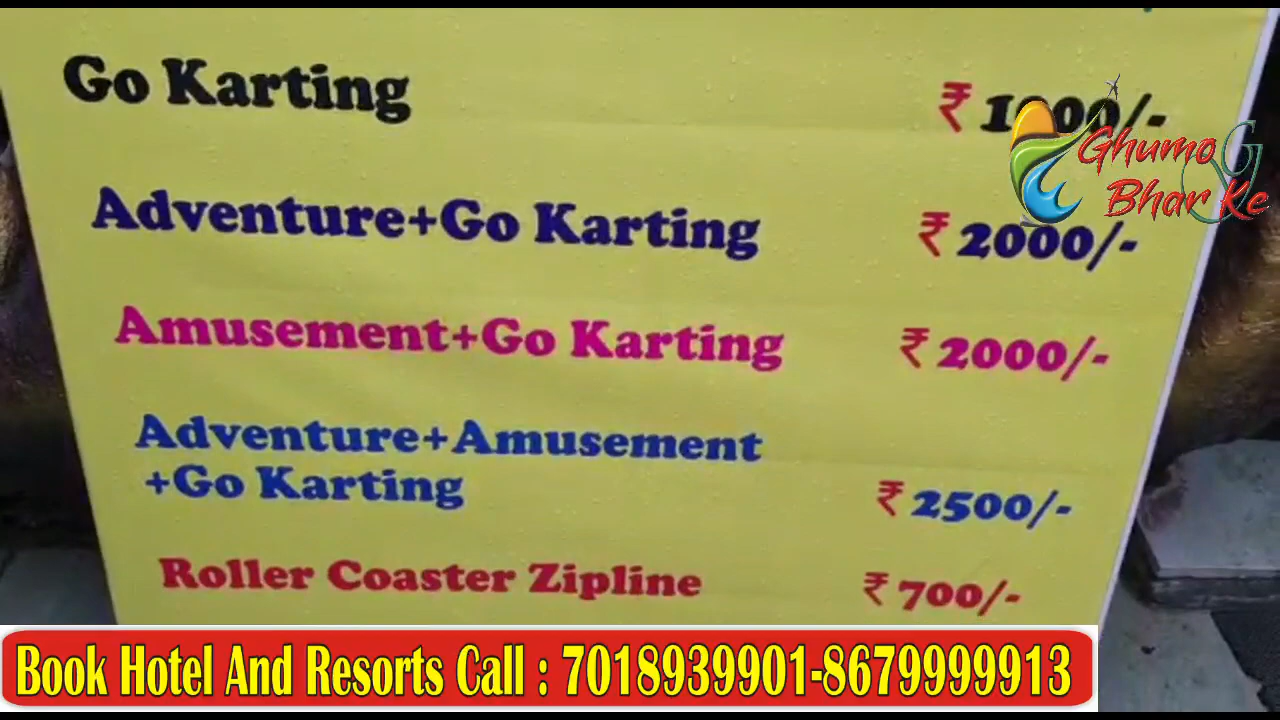 Go Karting ₹ 1000/-
Adventure+Go Karting ₹ 2000/-
Amusement+Go Karting ₹ 2000/-
Adventure+Amusement
+Go Karting ₹ 2500/-
Roller Coaster Zipline ₹ 700/-
Ghumo
Bhar Ke
Book Hotel And Resorts Call : 7018939901-8679999913